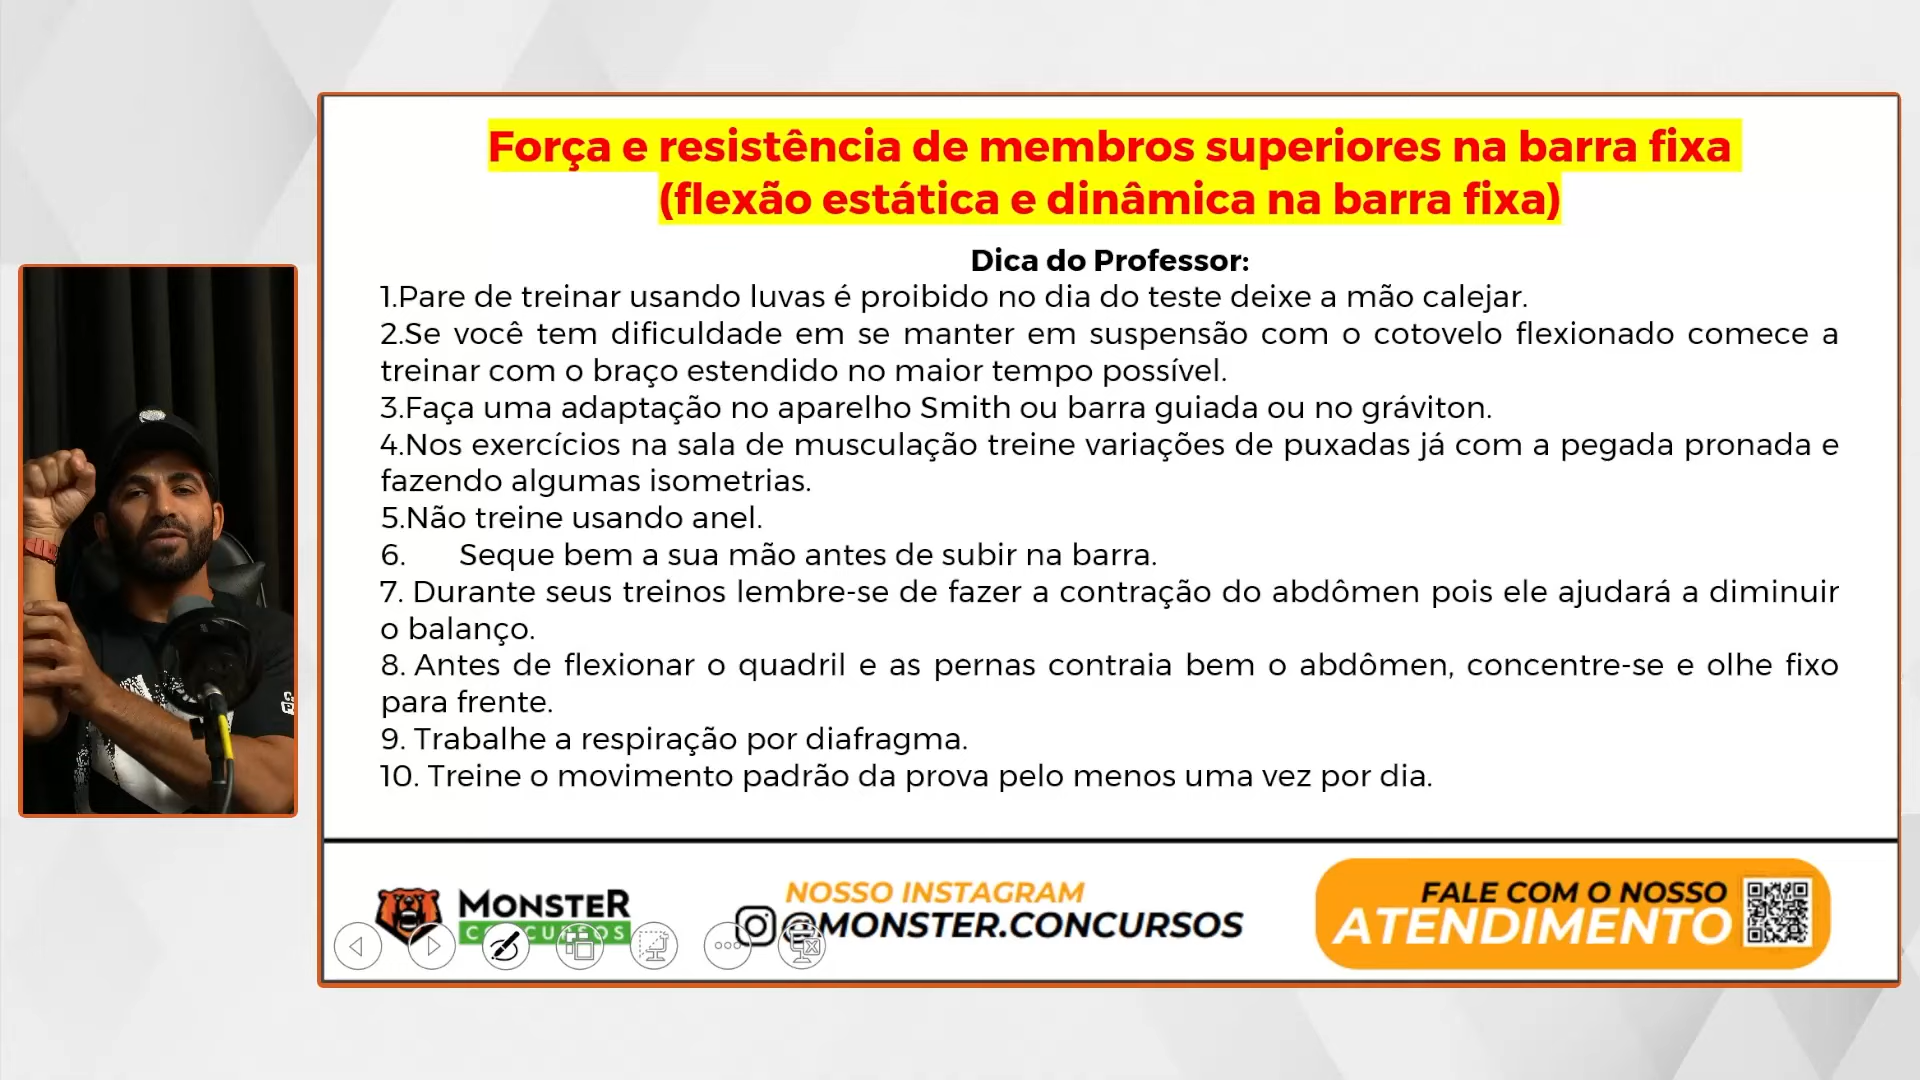 Força e resistência de membros superiores na barra fixa
(flexão estática e dinâmica na barra fixa)
Dica do Professor:
1.Pare de treinar usando luvas é proibido no dia do teste deixe a mão calejar.
2.Se você tem dificuldade em se manter em suspensão com o cotovelo flexionado comece a
treinar com o braço estendido no maior tempo possível.
3.Faça uma adaptação no aparelho Smith ou barra guiada ou no gráviton.
4.Nos exercícios na sala de musculação treine variações de puxadas já com a pegada pronada e
fazendo algumas isometrias.
5.Não treine usando anel.
6. Seque bem a sua mão antes de subir na barra.
7. Durante seus treinos lembre-se de fazer a contração do abdômen pois ele ajudará a diminuir
o balanço.
8. Antes de flexionar o quadril e as pernas contraia bem o abdômen, concentre-se e olhe fixo
para frente.
9. Trabalhe a respiração por diafragma.
10. Treine o movimento padrão da prova pelo menos uma vez por dia.
MONSTER
CONCURSOS
NOSSO INSTAGRAM
@MONSTER.CONCURSOS
FALE COM O NOSSO
ATENDIMENTO